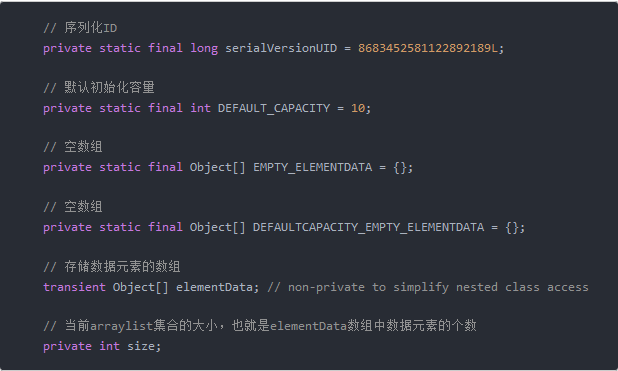 // 序列化ID
private static final long serialVersionUID = 8683452581122892189L;
// 默认初始化容量
private static final int DEFAULT_CAPACITY = 10;
// 空数组
private static final Object[] EMPTY_ELEMENTDATA = {};
// 空数组
private static final Object[] DEFAULTCAPACITY_EMPTY_ELEMENTDATA = {};
// 存储数据元素的数组
transient Object[] elementData; // non-private to simplify nested class access
// 当前arraylist集合的大小，也就是elementData数组中数据元素的个数
private int size;